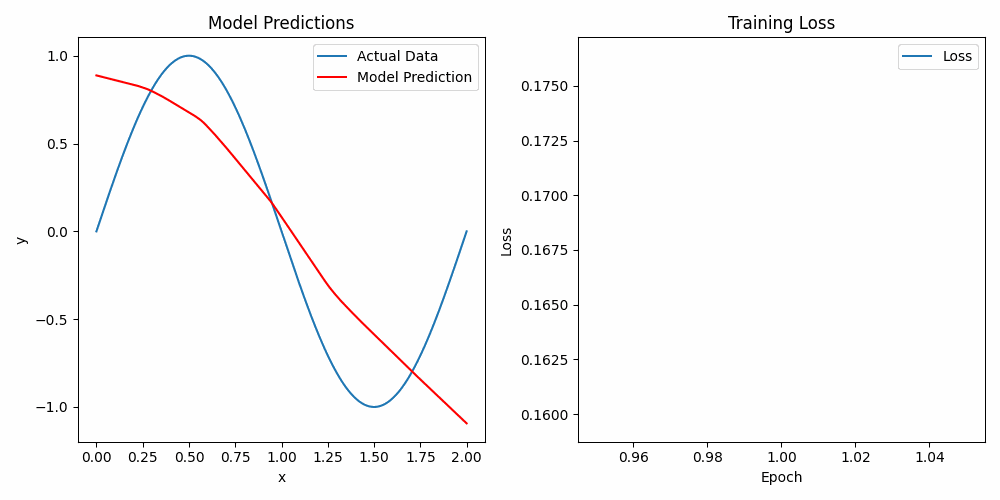 Model Predictions
Actual Data
Model Prediction
1.0
0.5
0.0
−0.5
−1.0
y
0.00 0.25 0.50 0.75 1.00 1.25 1.50 1.75 2.00
x
Training Loss
Loss
0.1750
0.1725
0.1700
0.1675
0.1650
0.1625
0.1600
Loss
0.96 0.98 1.00 1.02 1.04
Epoch